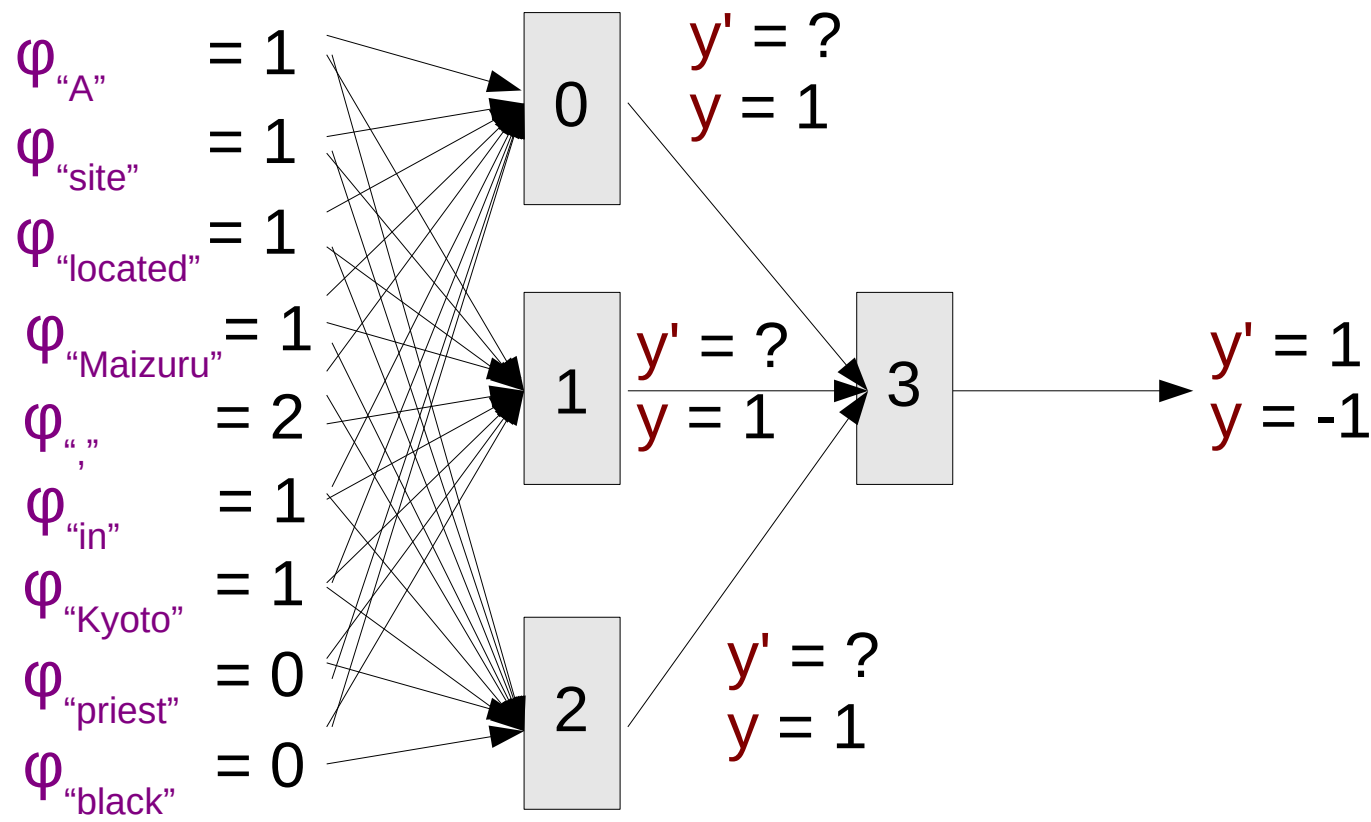 φ“A” = 1
φ“site” = 1
φ“located” = 1
φ“Maizuru” = 1
φ“,” = 2
φ“in” = 1
φ“Kyoto” = 1
φ“priest” = 0
φ“black” = 0
0
1
2
y' = ?
y = 1
y' = ?
y = 1
y' = ?
y = 1
3
y' = 1
y = -1